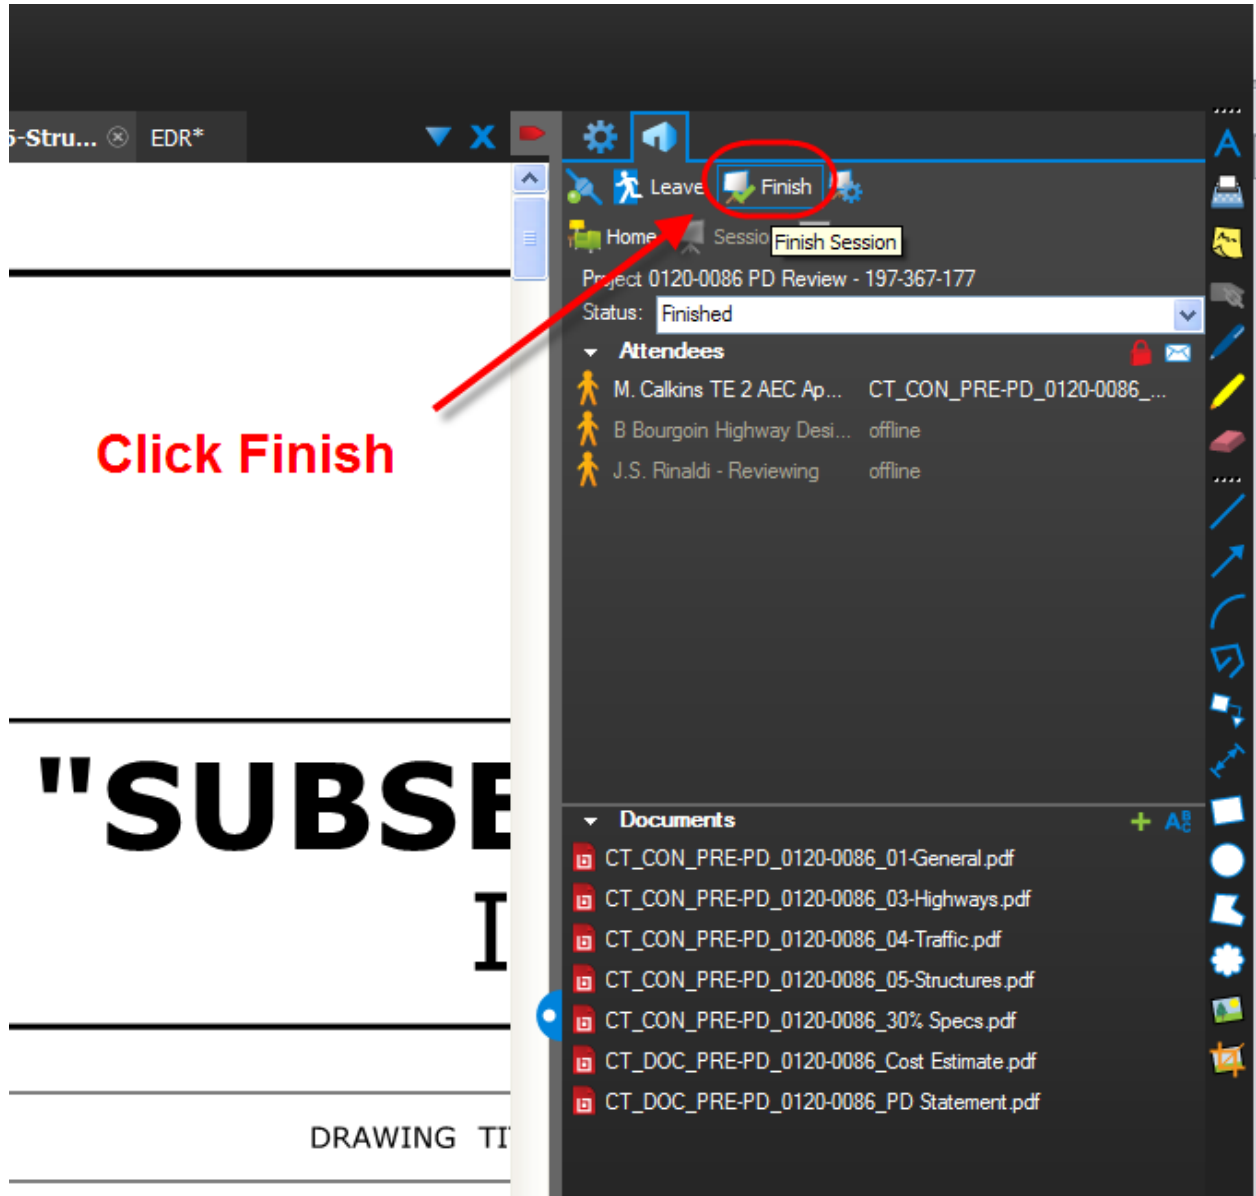 5-Stru... EDR*
Leave Finish
Home Sessio
Finish Session
Project 0120-0086 PD Review - 197-367-177
Status: Finished
Attendees
M. Calkins TE 2 AEC Ap... CT_CON_PRE-PD_0120-0086_...
B Bourgoin Highway Desi... offline
J.S. Rinaldi - Reviewing offline
Click Finish
"SUBSE
I
DRAWING TI
Documents
CT_CON_PRE-PD_0120-0086_01-General.pdf
CT_CON_PRE-PD_0120-0086_03-Highways.pdf
CT_CON_PRE-PD_0120-0086_04-Traffic.pdf
CT_CON_PRE-PD_0120-0086_05-Structures.pdf
CT_CON_PRE-PD_0120-0086_30% Specs.pdf
CT_DOC_PRE-PD_0120-0086_Cost Estimate.pdf
CT_DOC_PRE-PD_0120-0086_PD Statement.pdf